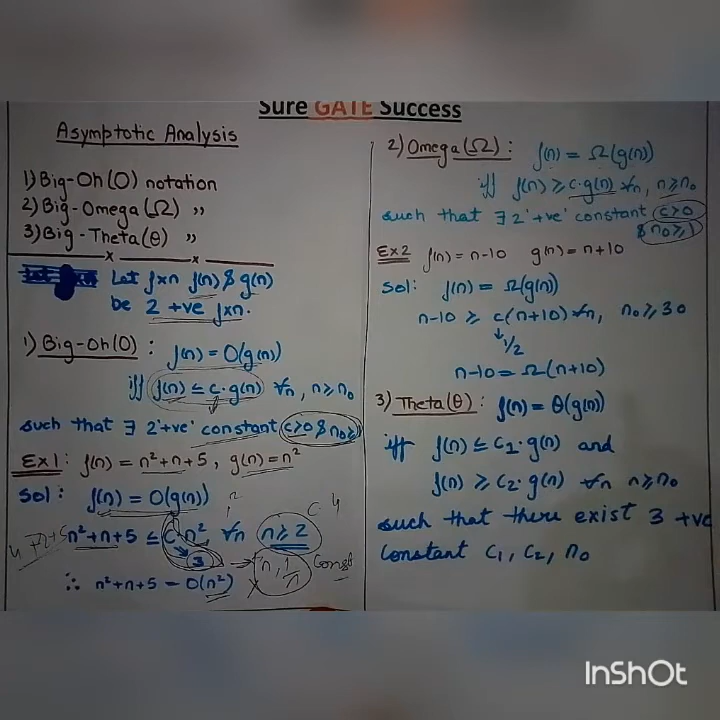 Sure GATE Success
Asymptotic Analysis
1) Big-Oh(O) notation
2) Big-Omega(Ω) ,,
3) Big-Theta(θ) ,,
x x
Let fxn f(n) & g(n)
be 2 +ve fxn.
1) Big-Oh(O) : f(n) = O(g(n))
iff f(n) ≤ c·g(n) ∀n, n≥n₀
such that ∃ 2 '+ve' constant c>0 & n₀≥
Ex1: f(n) = n²+n+5, g(n) = n²
Sol: f(n) = O(g(n))
n²+n+5 ≤ c·n², ∀n n≥2
3
n, 1/n Const
c 4
∴ n²+n+5 = O(n²) x
2) Omega(Ω) : f(n) = Ω(g(n))
iff f(n) ≥ c·g(n) ∀n, n≥n₀
such that ∃ 2 '+ve' constant c>0
& n₀≥1
Ex2 f(n) = n-10 g(n) = n+10
Sol: f(n) = Ω(g(n))
n-10 ≥ c(n+10) ∀n, n₀≥30
1/2
n-10 = Ω(n+10)
3) Theta(θ) : f(n) = θ(g(n))
iff f(n) ≤ c₁·g(n) and
f(n) ≥ c₂·g(n) ∀n n≥n₀
such that there exist 3 +ve
constant c₁, c₂, n₀
InShOt